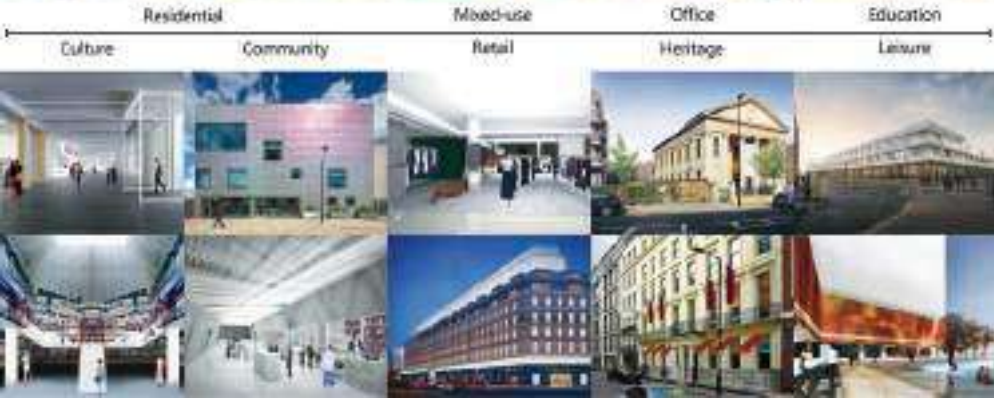 Residential Mixed-use Office Education
Culture Community Retail Heritage Leisure